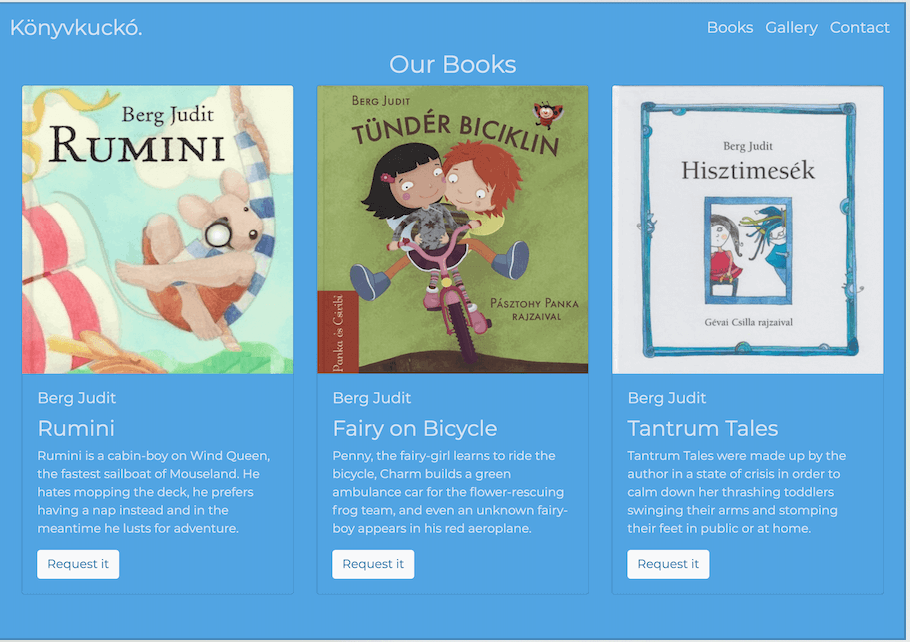 Könyvkuckó.
Books Gallery Contact
Our Books
Berg Judit
RUMINI
Berg Judit
TÜNDÉR BICIKLIN
PÁSZTOHY PANKA
RAJZAIVAL
Panka és Csiribí
Berg Judit
Hisztimesék
Gévai Csilla rajzaival
Berg Judit
Rumini
Rumini is a cabin-boy on Wind Queen,
the fastest sailboat of Mouseland. He
hates mopping the deck, he prefers
having a nap instead and in the
meantime he lusts for adventure.
Request it
Berg Judit
Fairy on Bicycle
Penny, the fairy-girl learns to ride the
bicycle, Charm builds a green
ambulance car for the flower-rescuing
frog team, and even an unknown fairy-
boy appears in his red aeroplane.
Request it
Berg Judit
Tantrum Tales
Tantrum Tales were made up by the
author in a state of crisis in order to
calm down her thrashing toddlers
swinging their arms and stomping
their feet in public or at home.
Request it